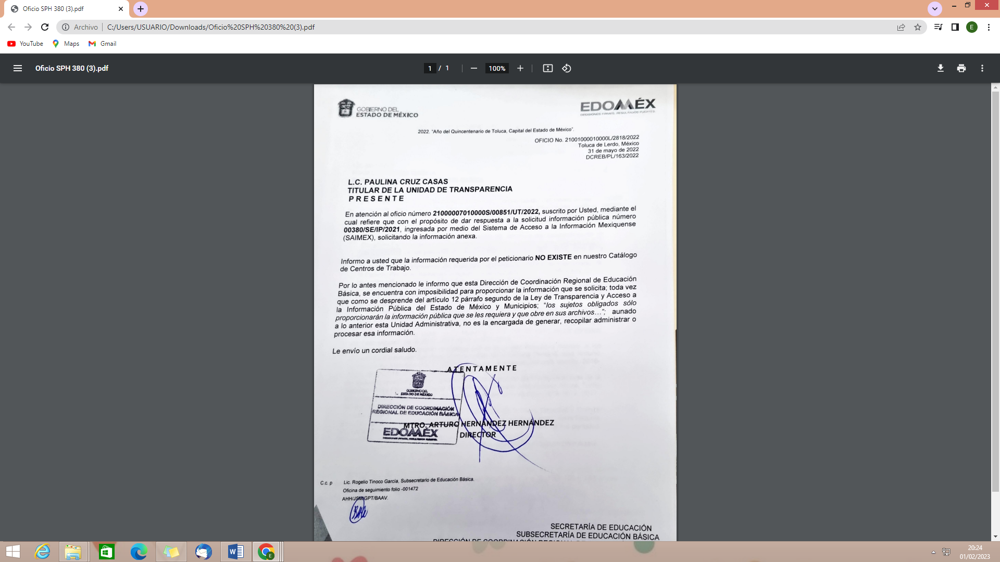 Oficio SPH 380 (3).pdf
Archivo
C:/Users/USUARIO/Downloads/Oficio%20SPH%20380%20(3).pdf
E
YouTube
Maps
Gmail
Oficio SPH 380 (3).pdf
1 / 1
100%
GOBIERNO DEL
ESTADO DE MÉXICO
EDOMÉX
DECISIONES FIRMES, RESULTADOS FUERTES.
2022. “Año del Quincentenario de Toluca, Capital del Estado de México”.
OFICIO No. 21001000010000L/2818/2022
Toluca de Lerdo, México
31 de mayo de 2022
DCREB/PL/163/2022
L.C. PAULINA CRUZ CASAS
TITULAR DE LA UNIDAD DE TRANSPARENCIA
P R E S E N T E
En atención al oficio número 21000007010000S/00851/UT/2022, suscrito por Usted, mediante el
cual refiere que con el propósito de dar respuesta a la solicitud información pública número
00380/SE/IP/2021, ingresada por medio del Sistema de Acceso a la Información Mexiquense
(SAIMEX), solicitando la información anexa.
Informo a usted que la información requerida por el peticionario NO EXISTE en nuestro Catálogo
de Centros de Trabajo.
Por lo antes mencionado le informo que esta Dirección de Coordinación Regional de Educación
Básica, se encuentra con imposibilidad para proporcionar la información que se solicita; toda vez
que como se desprende del artículo 12 párrafo segundo de la Ley de Transparencia y Acceso a
la Información Pública del Estado de México y Municipios; “los sujetos obligados sólo
proporcionarán la información pública que se les requiera y que obre en sus archivos…”; aunado
a lo anterior esta Unidad Administrativa, no es la encargada de generar, recopilar administrar o
procesar esa información.
Le envío un cordial saludo.
A T E N T A M E N T E
GOBIERNO DEL
ESTADO DE MÉXICO
DIRECCIÓN DE COORDINACIÓN
REGIONAL DE EDUCACIÓN BÁSICA
EDOMÉX
DECISIONES FIRMES, RESULTADOS FUERTES.
MTRO. ARTURO HERNÁNDEZ HERNÁNDEZ
DIRECTOR
C.c. p Lic. Rogelio Tinoco García, Subsecretario de Educación Básica.
Oficina de seguimiento folio -001472
AHH/JSM/GPT/BAAV.
SECRETARÍA DE EDUCACIÓN
SUBSECRETARÍA DE EDUCACIÓN BÁSICA
DIRECCIÓN DE COORDINACIÓN REGIONAL DE EDUCACIÓN
E
20:24
01/02/2023